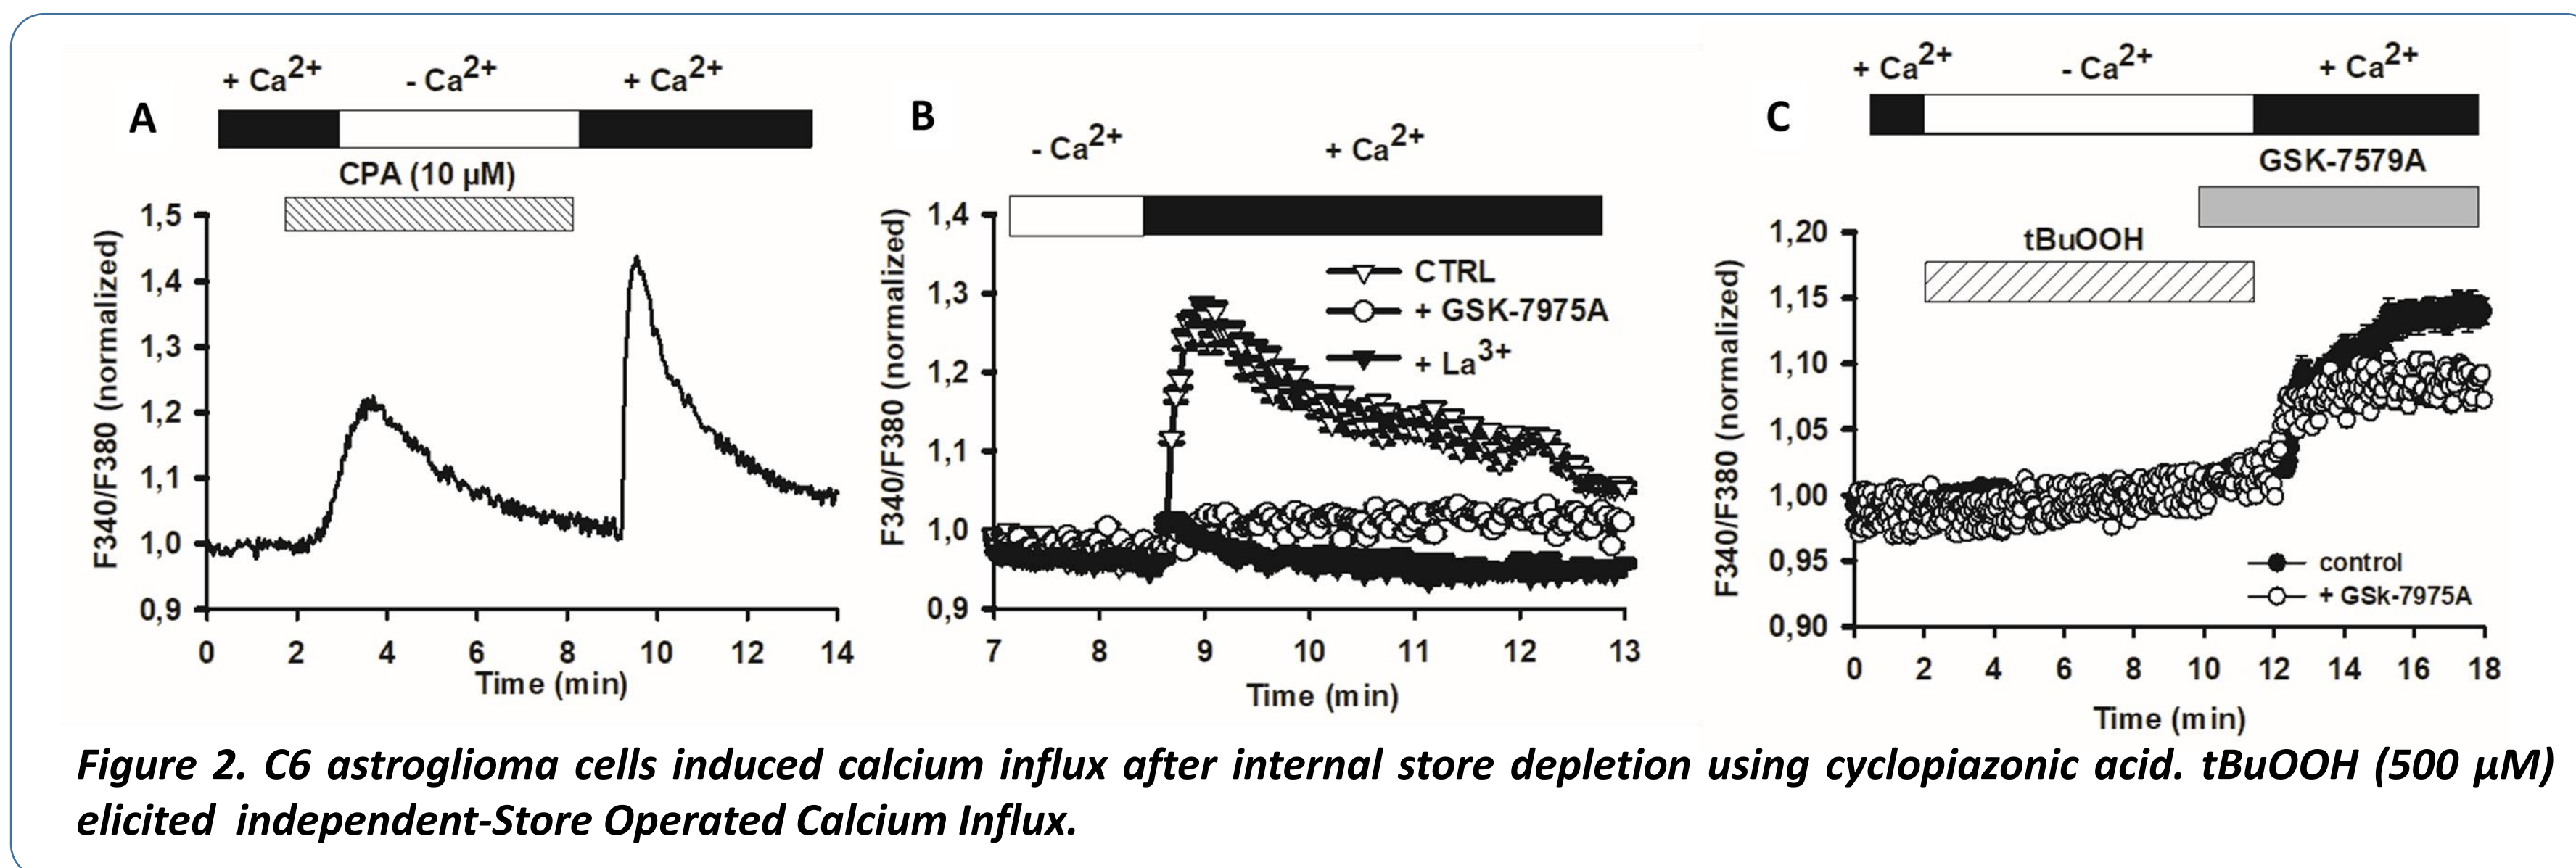 A
+ Ca2+
- Ca2+
+ Ca2+
CPA (10 µM)
F340/F380 (normalized)
1,5
1,4
1,3
1,2
1,1
1,0
0,9
0 2 4 6 8 10 12 14
Time (min)
B
- Ca2+
+ Ca2+
CTRL
+ GSK-7975A
+ La3+
F340/F380 (normalized)
1,4
1,3
1,2
1,1
1,0
0,9
7 8 9 10 11 12 13
Time (min)
C
+ Ca2+
- Ca2+
+ Ca2+
GSK-7579A
tBuOOH
F340/F380 (normalized)
1,20
1,15
1,10
1,05
1,00
0,95
0,90
control
+ GSk-7975A
0 2 4 6 8 10 12 14 16 18
Time (min)
Figure 2. C6 astroglioma cells induced calcium influx after internal store depletion using cyclopiazonic acid. tBuOOH (500 µM)
elicited independent-Store Operated Calcium Influx.